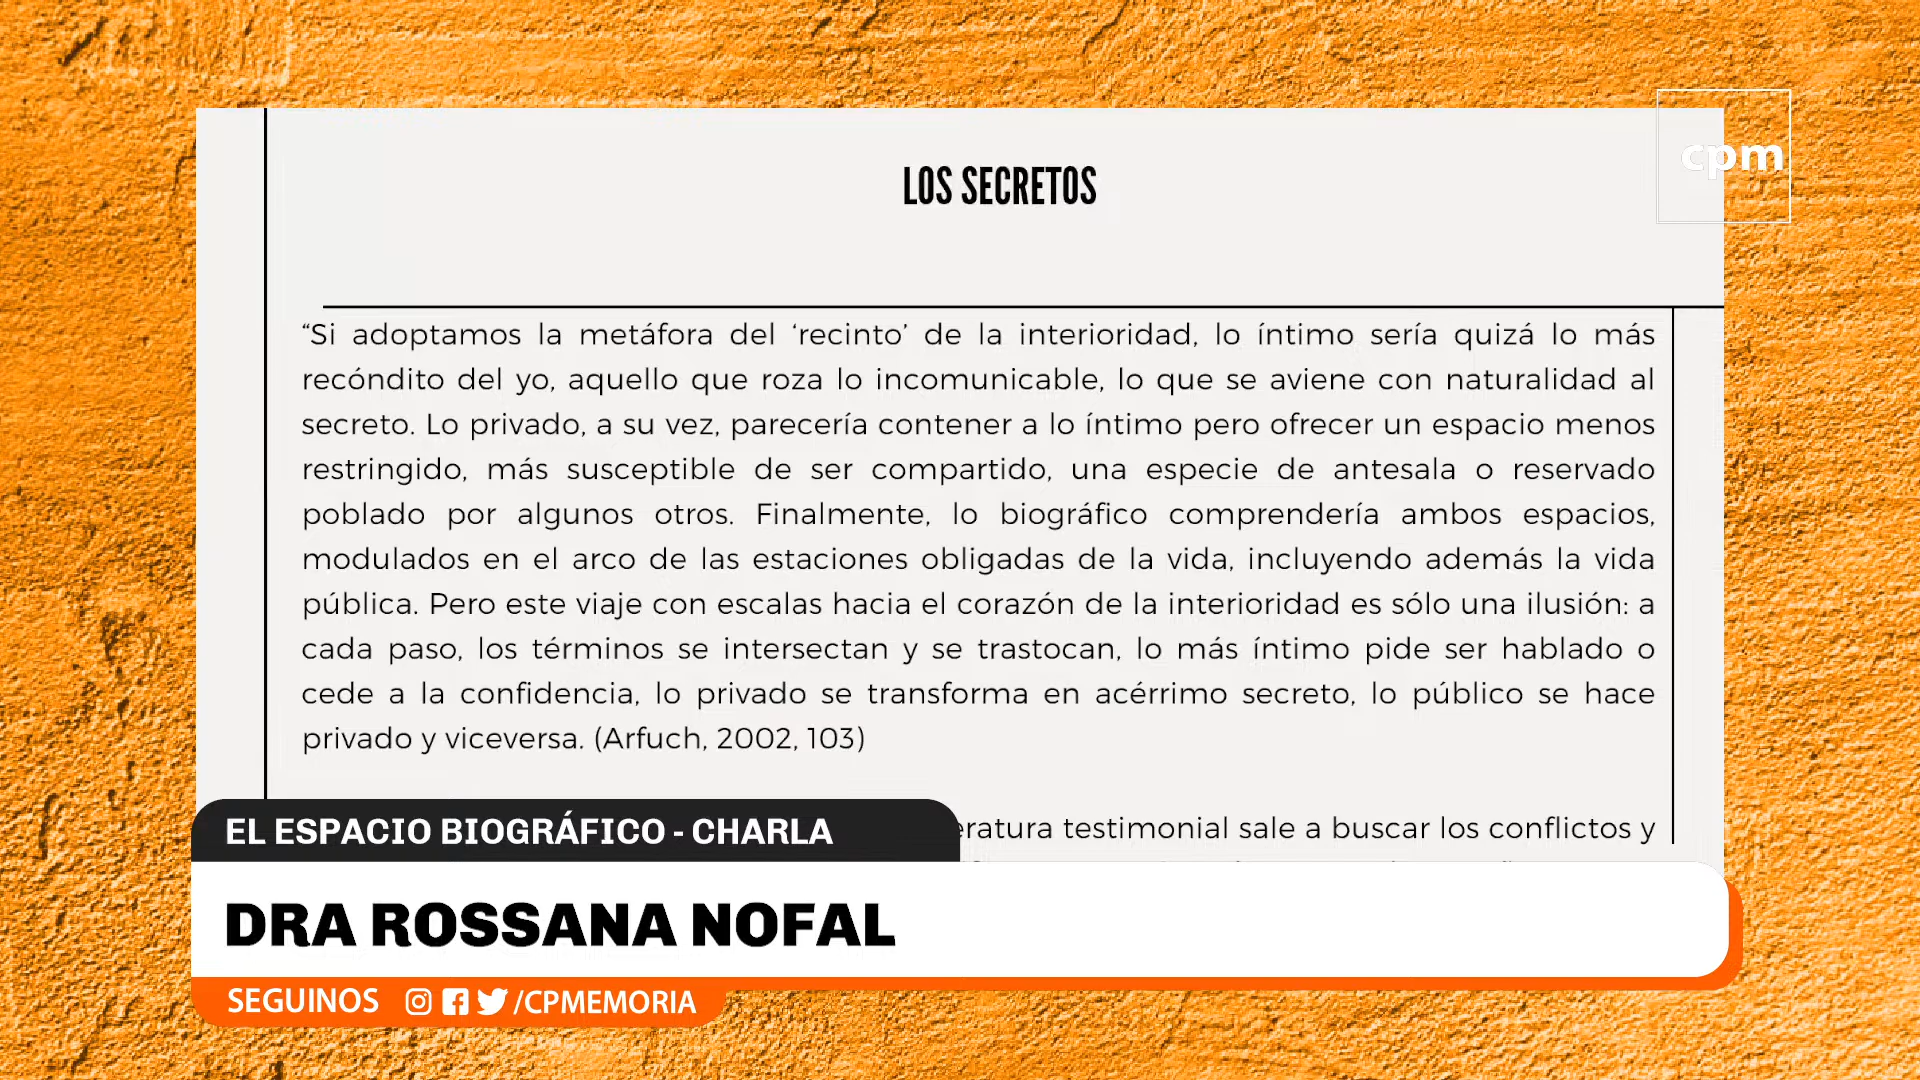 cpm
LOS SECRETOS
“Si adoptamos la metáfora del ‘recinto’ de la interioridad, lo íntimo sería quizá lo más
recóndito del yo, aquello que roza lo incomunicable, lo que se aviene con naturalidad al
secreto. Lo privado, a su vez, parecería contener a lo íntimo pero ofrecer un espacio menos
restringido, más susceptible de ser compartido, una especie de antesala o reservado
poblado por algunos otros. Finalmente, lo biográfico comprendería ambos espacios,
modulados en el arco de las estaciones obligadas de la vida, incluyendo además la vida
pública. Pero este viaje con escalas hacia el corazón de la interioridad es sólo una ilusión: a
cada paso, los términos se intersectan y se trastocan, lo más íntimo pide ser hablado o
cede a la confidencia, lo privado se transforma en acérrimo secreto, lo público se hace
privado y viceversa. (Arfuch, 2002, 103)
testimonial sale a buscar los conflictos y
EL ESPACIO BIOGRÁFICO - CHARLA
DRA ROSSANA NOFAL
SEGUINOS /CPMEMORIA